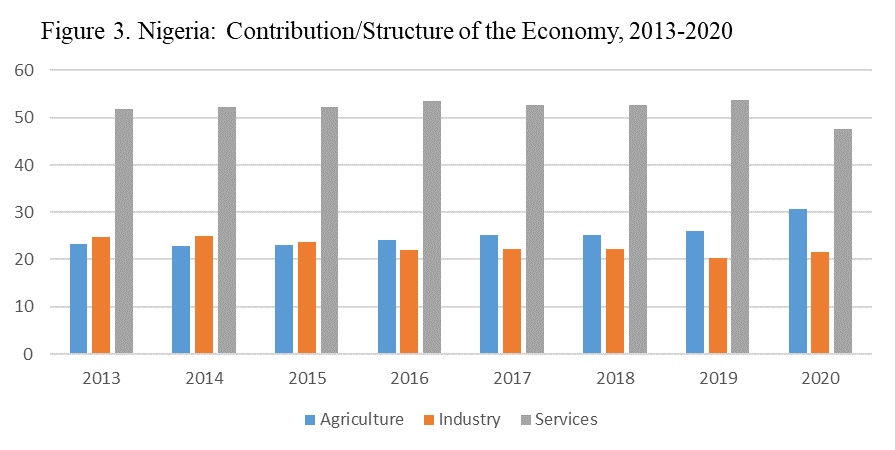 Figure 3. Nigeria: Contribution/Structure of the Economy, 2013-2020
60
50
40
30
20
10
0
2013 2014 2015 2016 2017 2018 2019 2020
Agriculture Industry Services